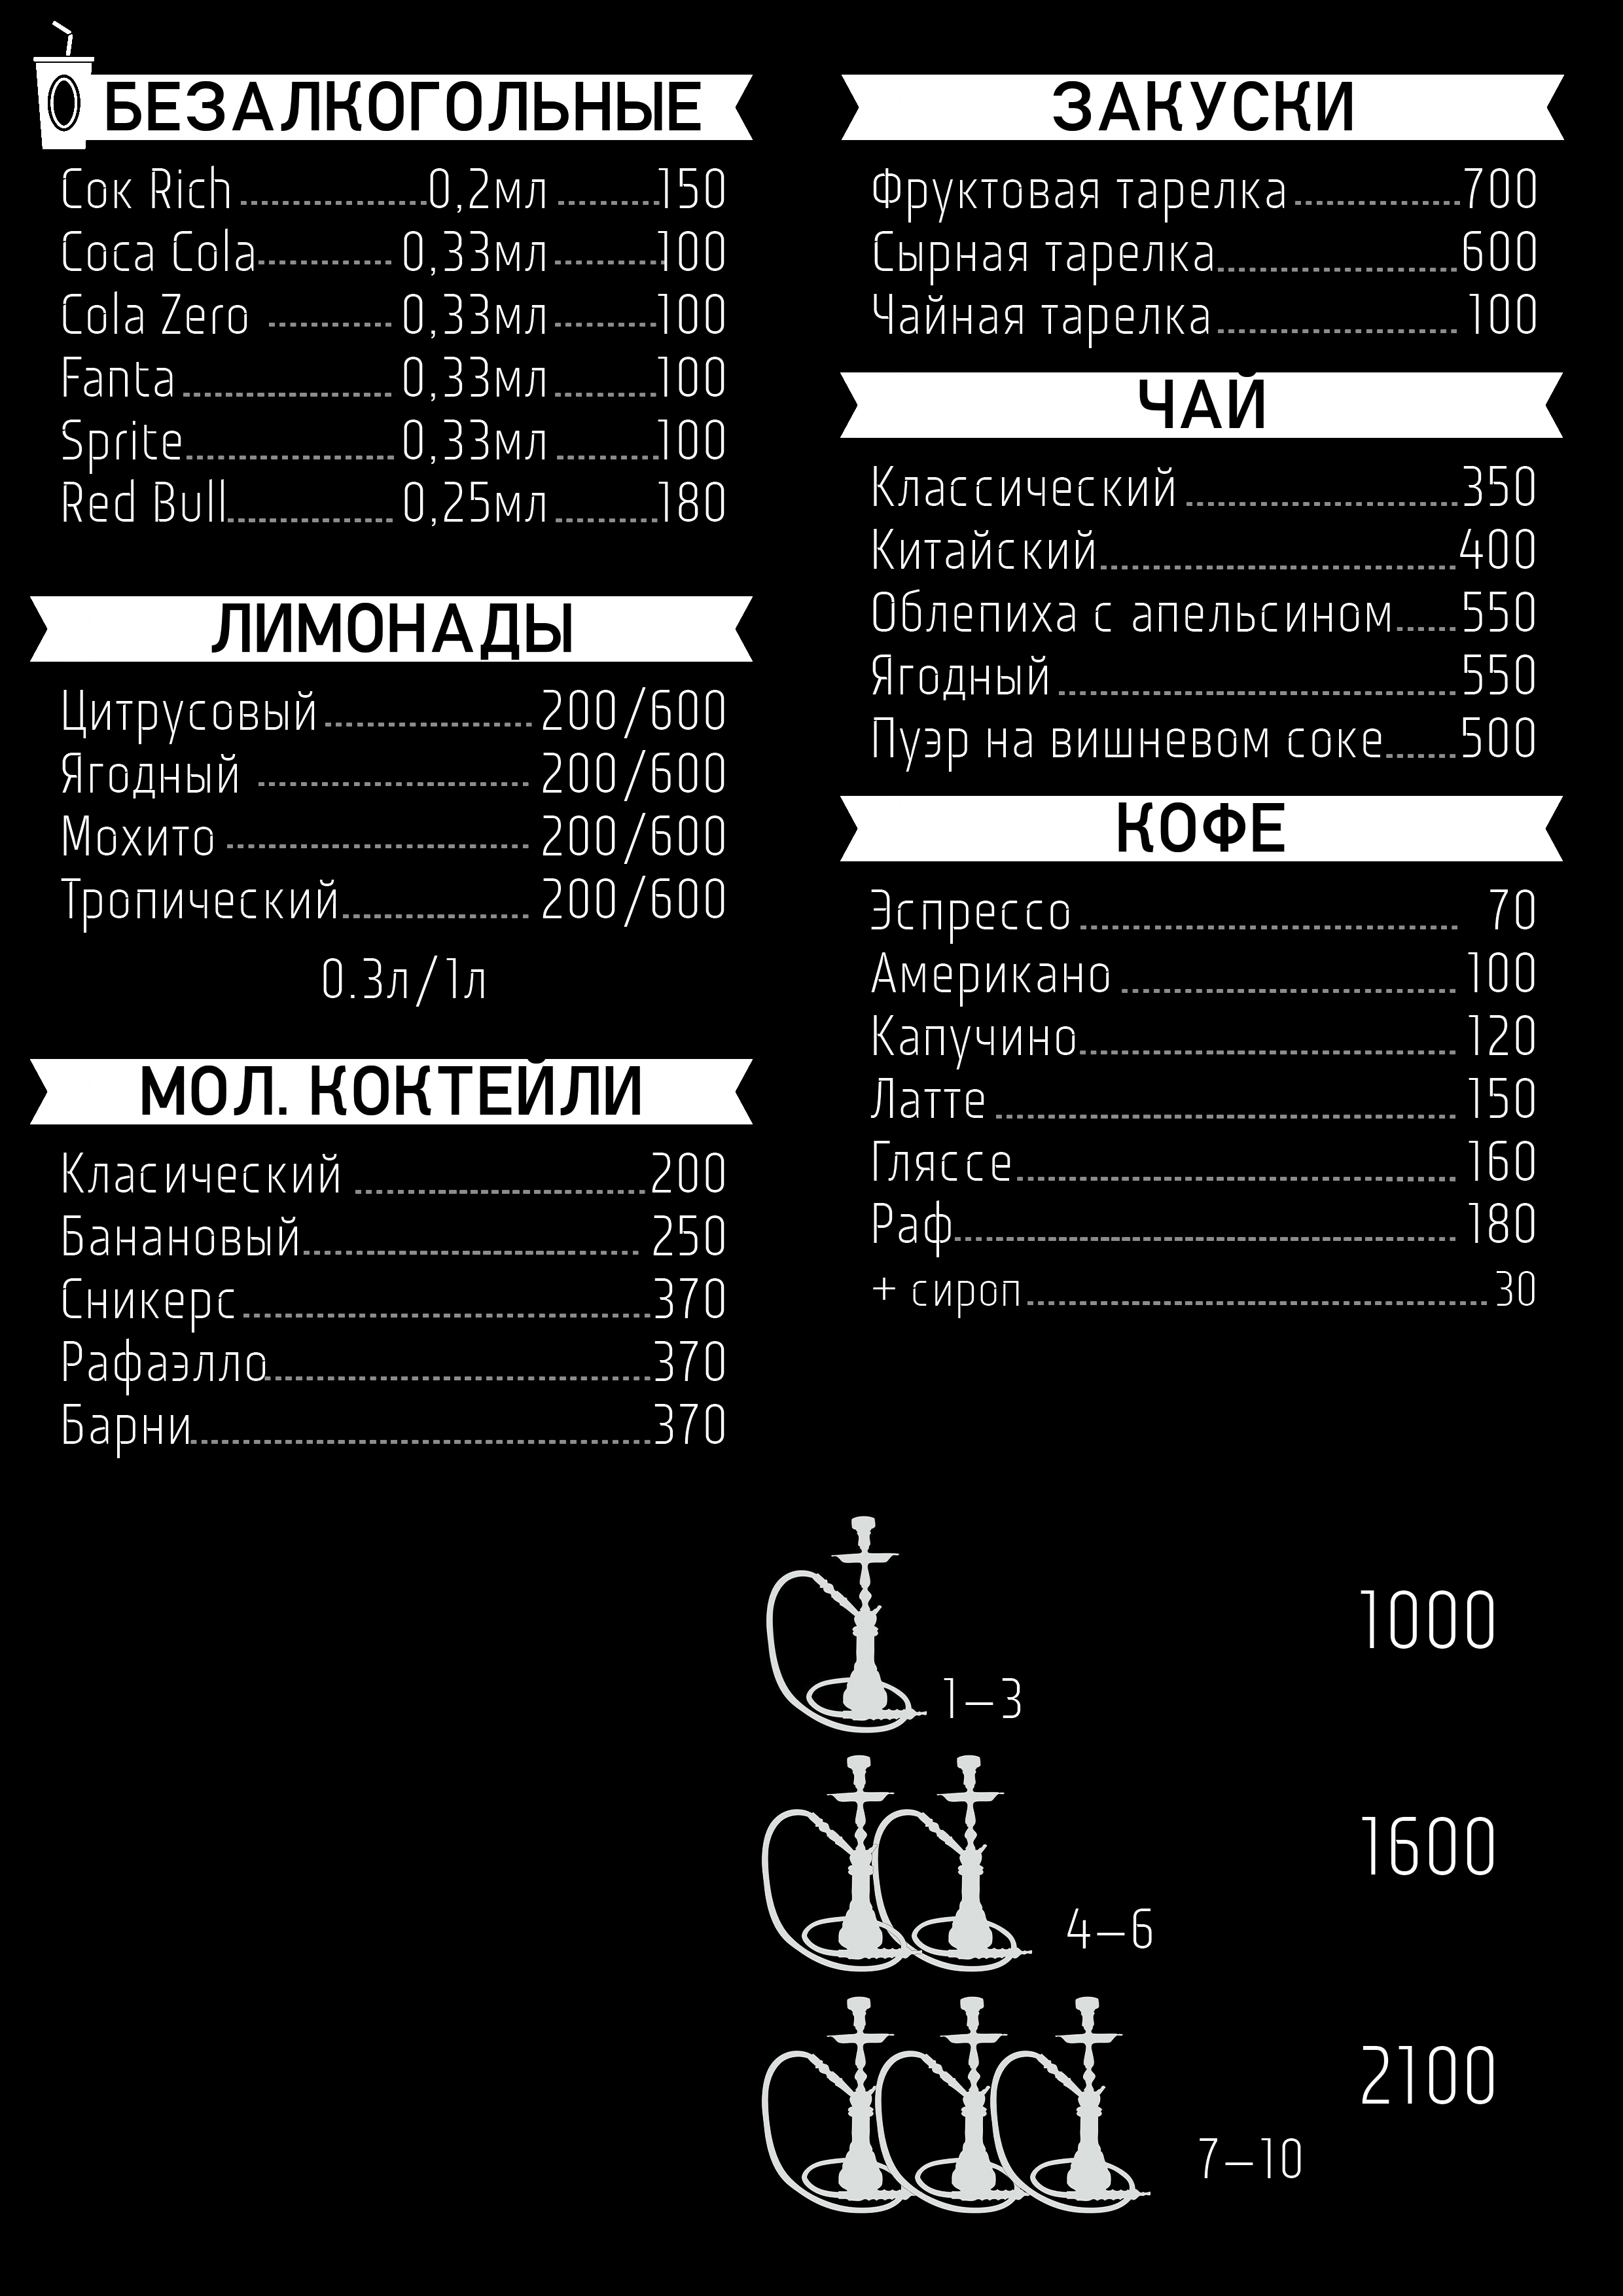 БЕЗАЛКОГОЛЬНЫЕ
Сок Rich 0,2мл 150
Coca Cola 0,33мл 100
Cola Zero 0,33мл 100
Fanta 0,33мл 100
Sprite 0,33мл 100
Red Bull 0,25мл 180
ЛИМОНАДЫ
Цитрусовый 200/600
Ягодный 200/600
Мохито 200/600
Тропический 200/600
0.3л/1л
МОЛ. КОКТЕЙЛИ
Класический 200
Банановый 250
Сникерс 370
Рафаэлло 370
Барни 370
ЗАКУСКИ
Фруктовая тарелка 700
Сырная тарелка 600
Чайная тарелка 100
ЧАЙ
Классический 350
Китайский 400
Облепиха с апельсином 550
Ягодный 550
Пуэр на вишневом соке 500
КОФЕ
Эспрессо 70
Американо 100
Капучино 120
Латте 150
Гляссе 160
Раф 180
+ сироп 30
1000
1–3
1600
4–6
2100
7–10